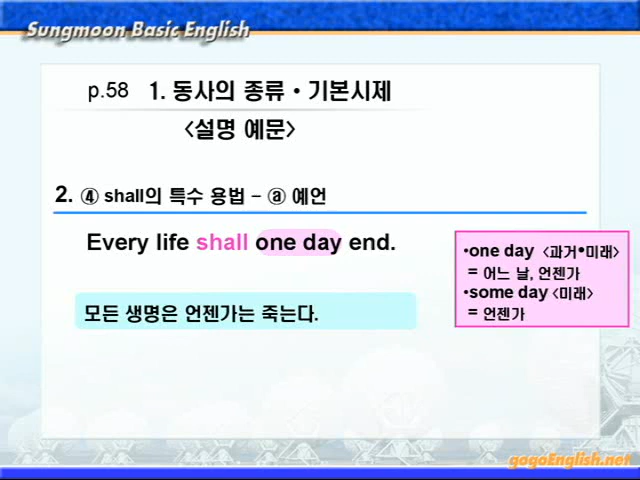 Sungmoon Basic English
p.58 1. 동사의 종류 • 기본시제
<설명 예문>
2. ④ shall의 특수 용법 – ⓐ 예언
Every life shall one day end.
•one day <과거•미래>
= 어느 날, 언젠가
•some day <미래>
= 언젠가
모든 생명은 언젠가는 죽는다.
gogoEnglish.net